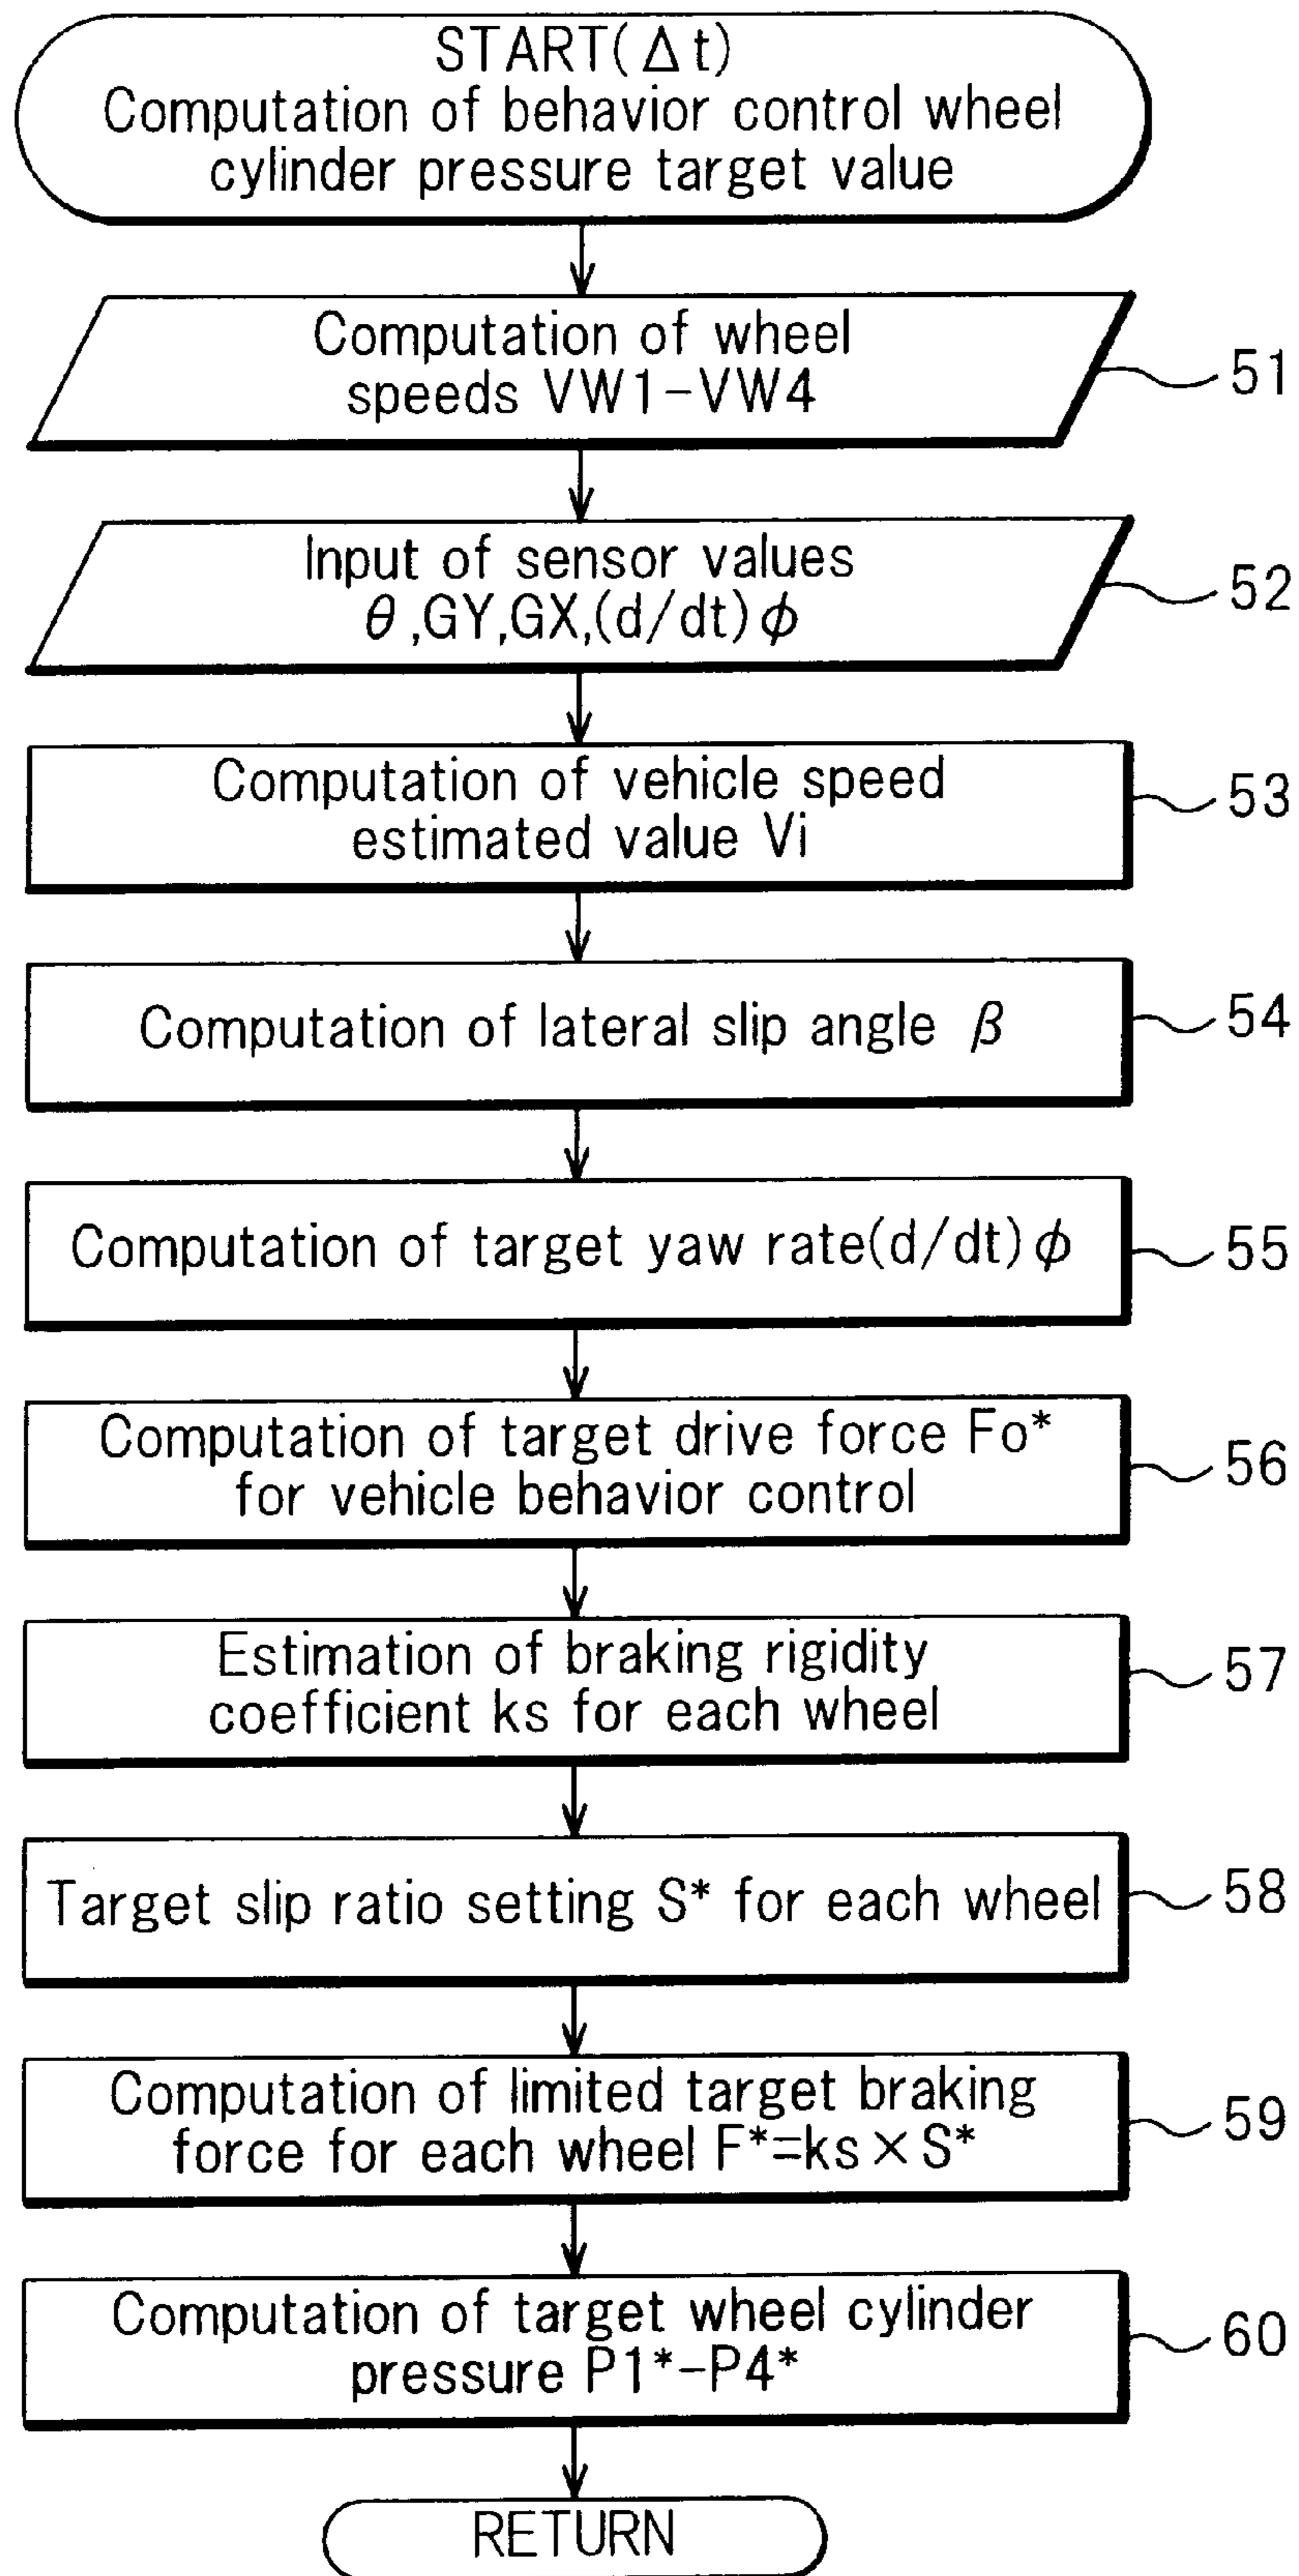 START(Δt)
Computation of behavior control wheel
cylinder pressure target value
Computation of wheel
speeds VW1-VW4
51
Input of sensor values
θ,GY,GX,(d/dt)ϕ
52
Computation of vehicle speed
estimated value Vi
53
Computation of lateral slip angle β
54
Computation of target yaw rate(d/dt)ϕ
55
Computation of target drive force Fo*
for vehicle behavior control
56
Estimation of braking rigidity
coefficient ks for each wheel
57
Target slip ratio setting S* for each wheel
58
Computation of limited target braking
force for each wheel F*=ks×S*
59
Computation of target wheel cylinder
pressure P1*-P4*
60
RETURN